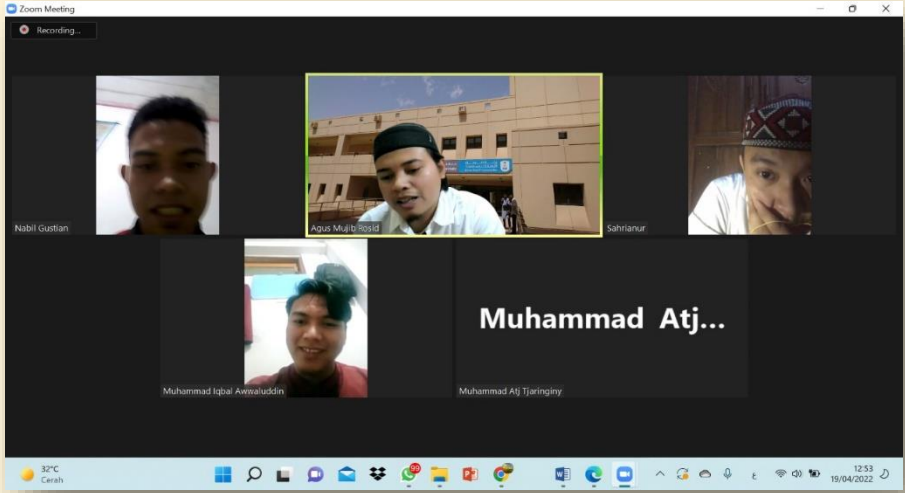 Zoom Meeting
Recording...
Nabil Gustian
Agus Mujib Rosid
Sahrianur
Muhammad Atj...
Muhammad Iqbal Awwaluddin
Muhammad Atj Tjaringiny
32°C
Cerah
99
ع
12:53
19/04/2022